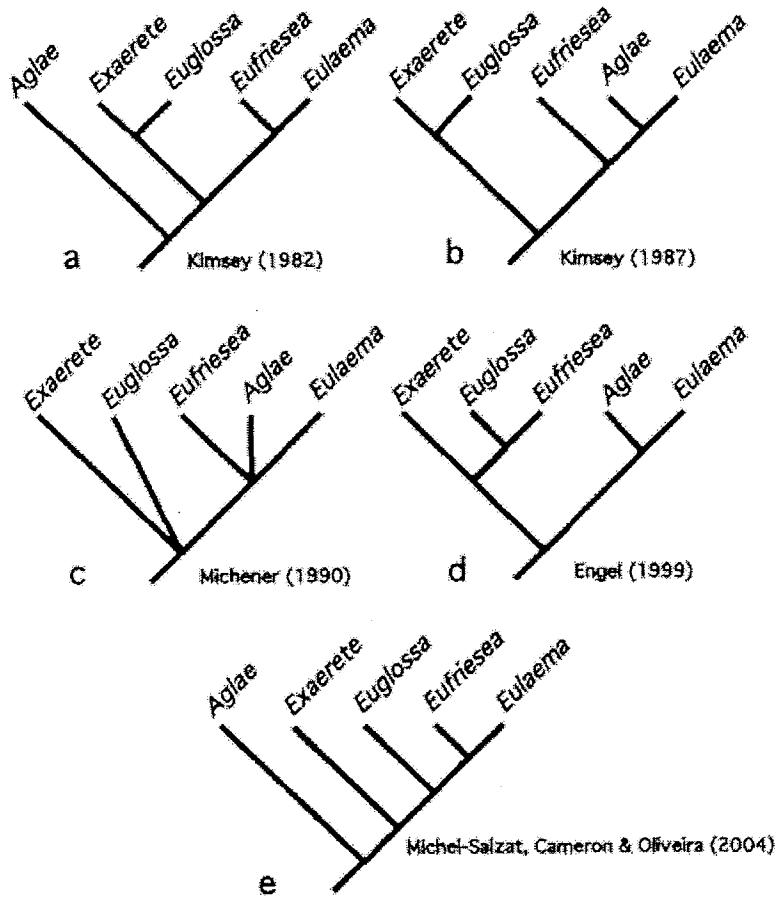 Aglae Exaerete Euglossa Eufriesea Eulaema
a Kimsey (1982)
Exaerete Euglossa Eufriesea Aglae Eulaema
b Kimsey (1987)
Exaerete Euglossa Eufriesea Aglae Eulaema
c Michener (1990)
Exaerete Euglossa Eufriesea Aglae Eulaema
d Engel (1999)
Aglae Exaerete Euglossa Eufriesea Eulaema
Michel-Salzat, Cameron & Oliveira (2004)
e